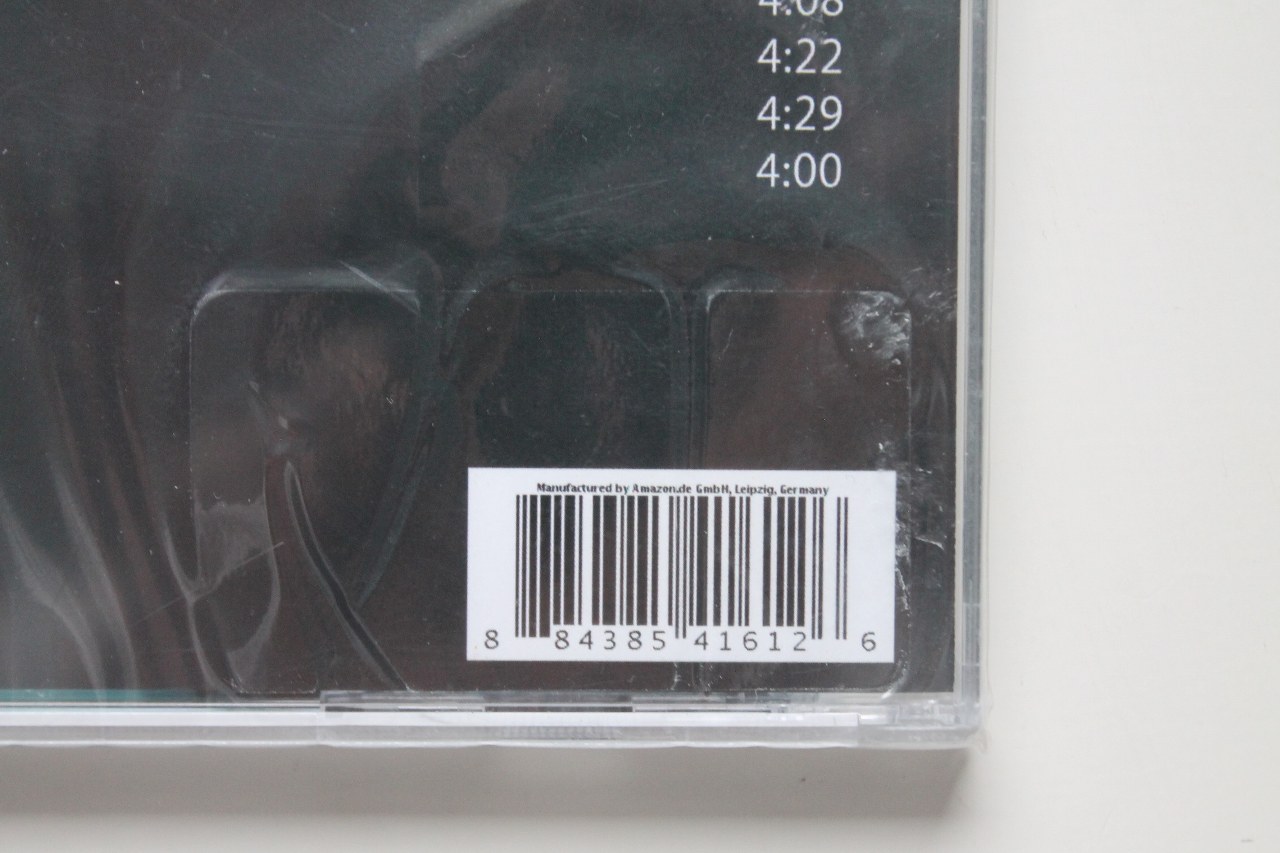 4:08
4:22
4:29
4:00
Manufactured by Amazon.de GmbH, Leipzig, Germany
8 84385 41612 6